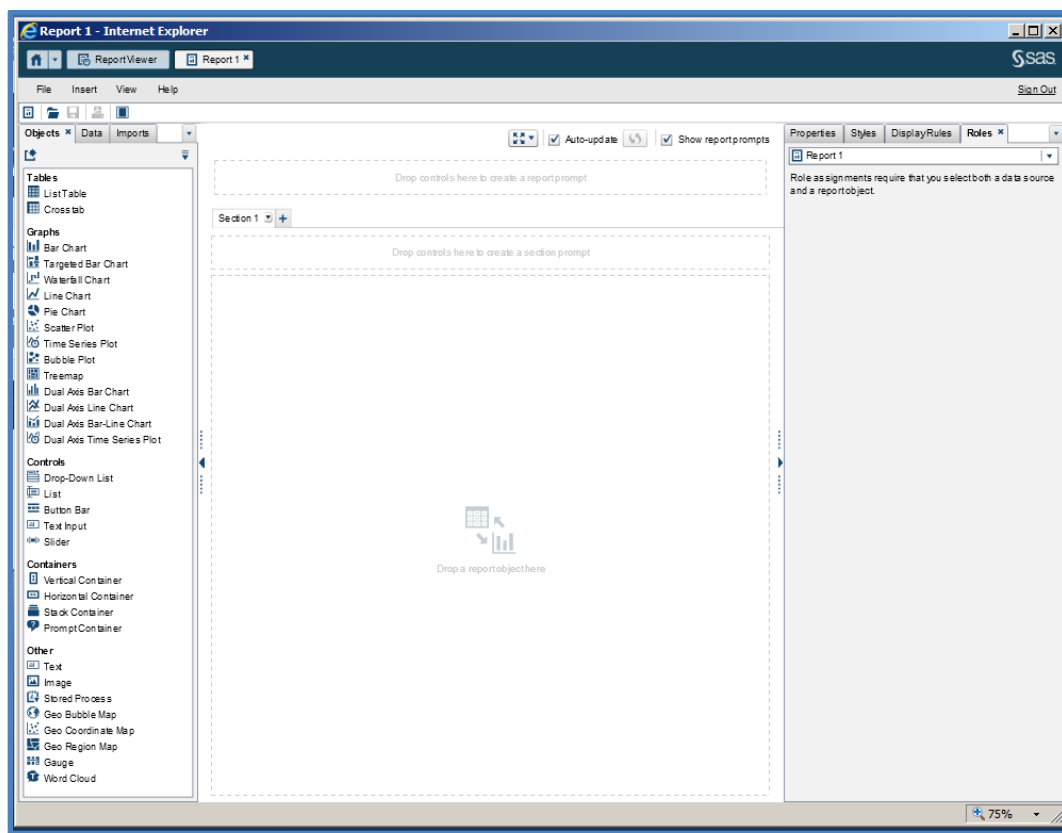 Report 1 - Internet Explorer
Report Viewer
Report 1
sas
File Insert View Help
Sign Out
Objects Data Imports
Auto-update
Show report prompts
Properties Styles Display Rules Roles
Report 1
Role assignments require that you select both a data source
and a report object.
Drop controls here to create a report prompt
Section 1
Drop controls here to create a section prompt
Drop a report object here
Tables
List Table
Crosstab
Graphs
Bar Chart
Targeted Bar Chart
Waterfall Chart
Line Chart
Pie Chart
Scatter Plot
Time Series Plot
Bubble Plot
Treemap
Dual Axis Bar Chart
Dual Axis Line Chart
Dual Axis Bar-Line Chart
Dual Axis Time Series Plot
Controls
Drop-Down List
List
Button Bar
Text Input
Slider
Containers
Vertical Container
Horizontal Container
Stack Container
Prompt Container
Other
Text
Image
Stored Process
Geo Bubble Map
Geo Coordinate Map
Geo Region Map
Gauge
Word Cloud
75%